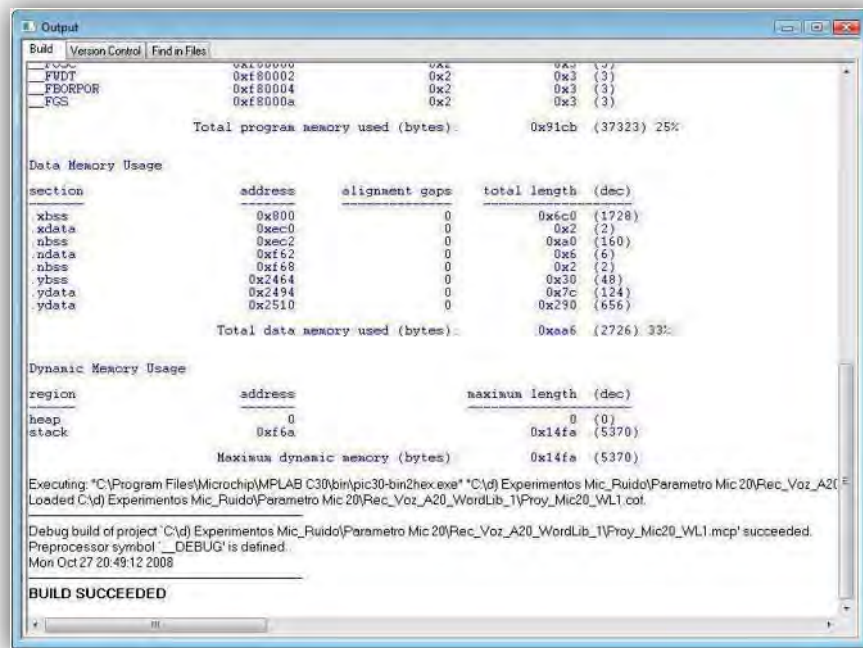 Output
Build Version Control Find in Files
__FOSC 0xf80000 0x2 0x3 (3)
__FWDT 0xf80002 0x2 0x3 (3)
__FBORPOR 0xf80004 0x2 0x3 (3)
__FGS 0xf8000a 0x2 0x3 (3)
Total program memory used (bytes): 0x91cb (37323) 25%
Data Memory Usage
section address alignment gaps total length (dec)
.xbss 0x800 0 0x6c0 (1728)
.xdata 0xec0 0 0x2 (2)
.nbss 0xec2 0 0xa0 (160)
.ndata 0xf62 0 0x6 (6)
.nbss 0xf68 0 0x2 (2)
.ybss 0x2464 0 0x30 (48)
.ydata 0x2494 0 0x7c (124)
.ydata 0x2510 0 0x290 (656)
Total data memory used (bytes): 0xaa6 (2726) 33%
Dynamic Memory Usage
region address maximum length (dec)
heap 0 0 (0)
stack 0xf6a 0x14fa (5370)
Maximum dynamic memory (bytes): 0x14fa (5370)
Executing: "C:\Program Files\Microchip\MPLAB C30\bin\pic30-bin2hex.exe" "C:\d) Experimentos Mic_Ruido\Parametro Mic 20\Rec_Voz_A20
Loaded C:\d) Experimentos Mic_Ruido\Parametro Mic 20\Rec_Voz_A20_WordLib_1\Proy_Mic20_WL1.cof.
Debug build of project `C:\d) Experimentos Mic_Ruido\Parametro Mic 20\Rec_Voz_A20_WordLib_1\Proy_Mic20_WL1.mcp' succeeded.
Preprocessor symbol `__DEBUG' is defined.
Mon Oct 27 20:49:12 2008
BUILD SUCCEEDED